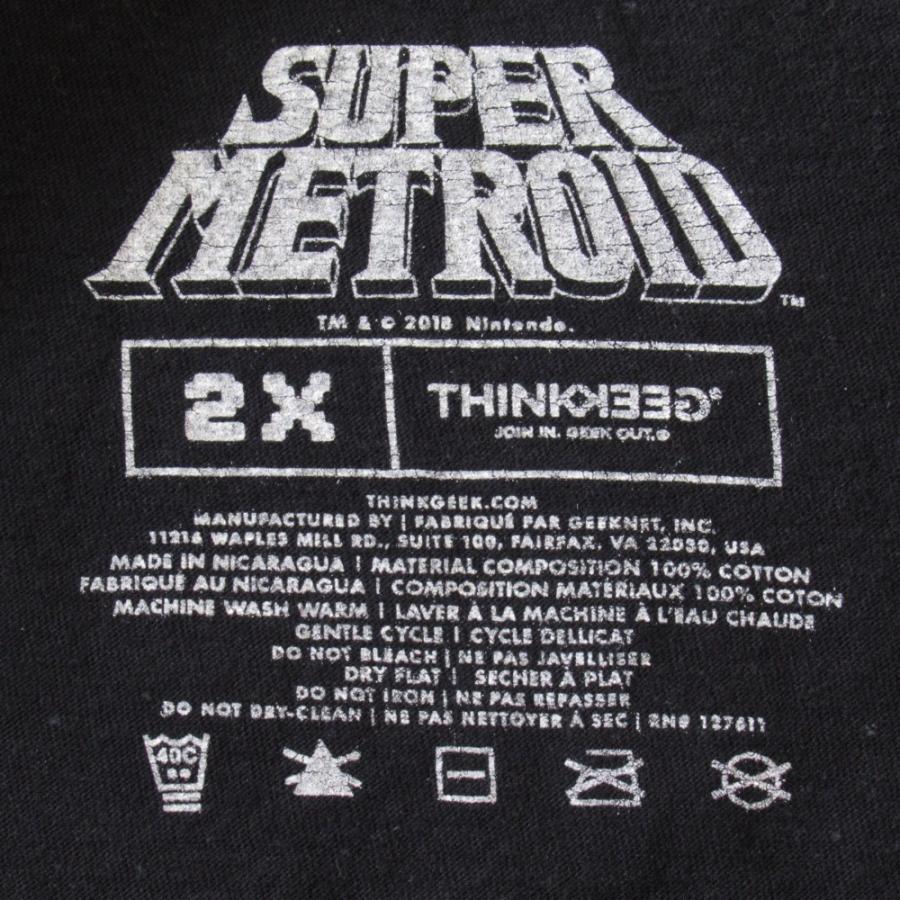 SUPER
METROID™
TM & © 2018 Nintendo.
2X
THINKGEEK®
JOIN IN. GEEK OUT.®
THINKGEEK.COM
MANUFACTURED BY | FABRIQUÉ PAR GEEKNET, INC.
11216 WAPLES MILL RD., SUITE 100, FAIRFAX, VA 22030, USA
MADE IN NICARAGUA | MATERIAL COMPOSITION 100% COTTON
FABRIQUÉ AU NICARAGUA | COMPOSITION MATÉRIAUX 100% COTON
MACHINE WASH WARM | LAVER À LA MACHINE À L'EAU CHAUDE
GENTLE CYCLE | CYCLE DELLICAT
DO NOT BLEACH | NE PAS JAVELLISER
DRY FLAT | SECHER À PLAT
DO NOT IRON | NE PAS REPASSER
DO NOT DRY-CLEAN | NE PAS NETTOYER À SEC | RN# 127611
40C